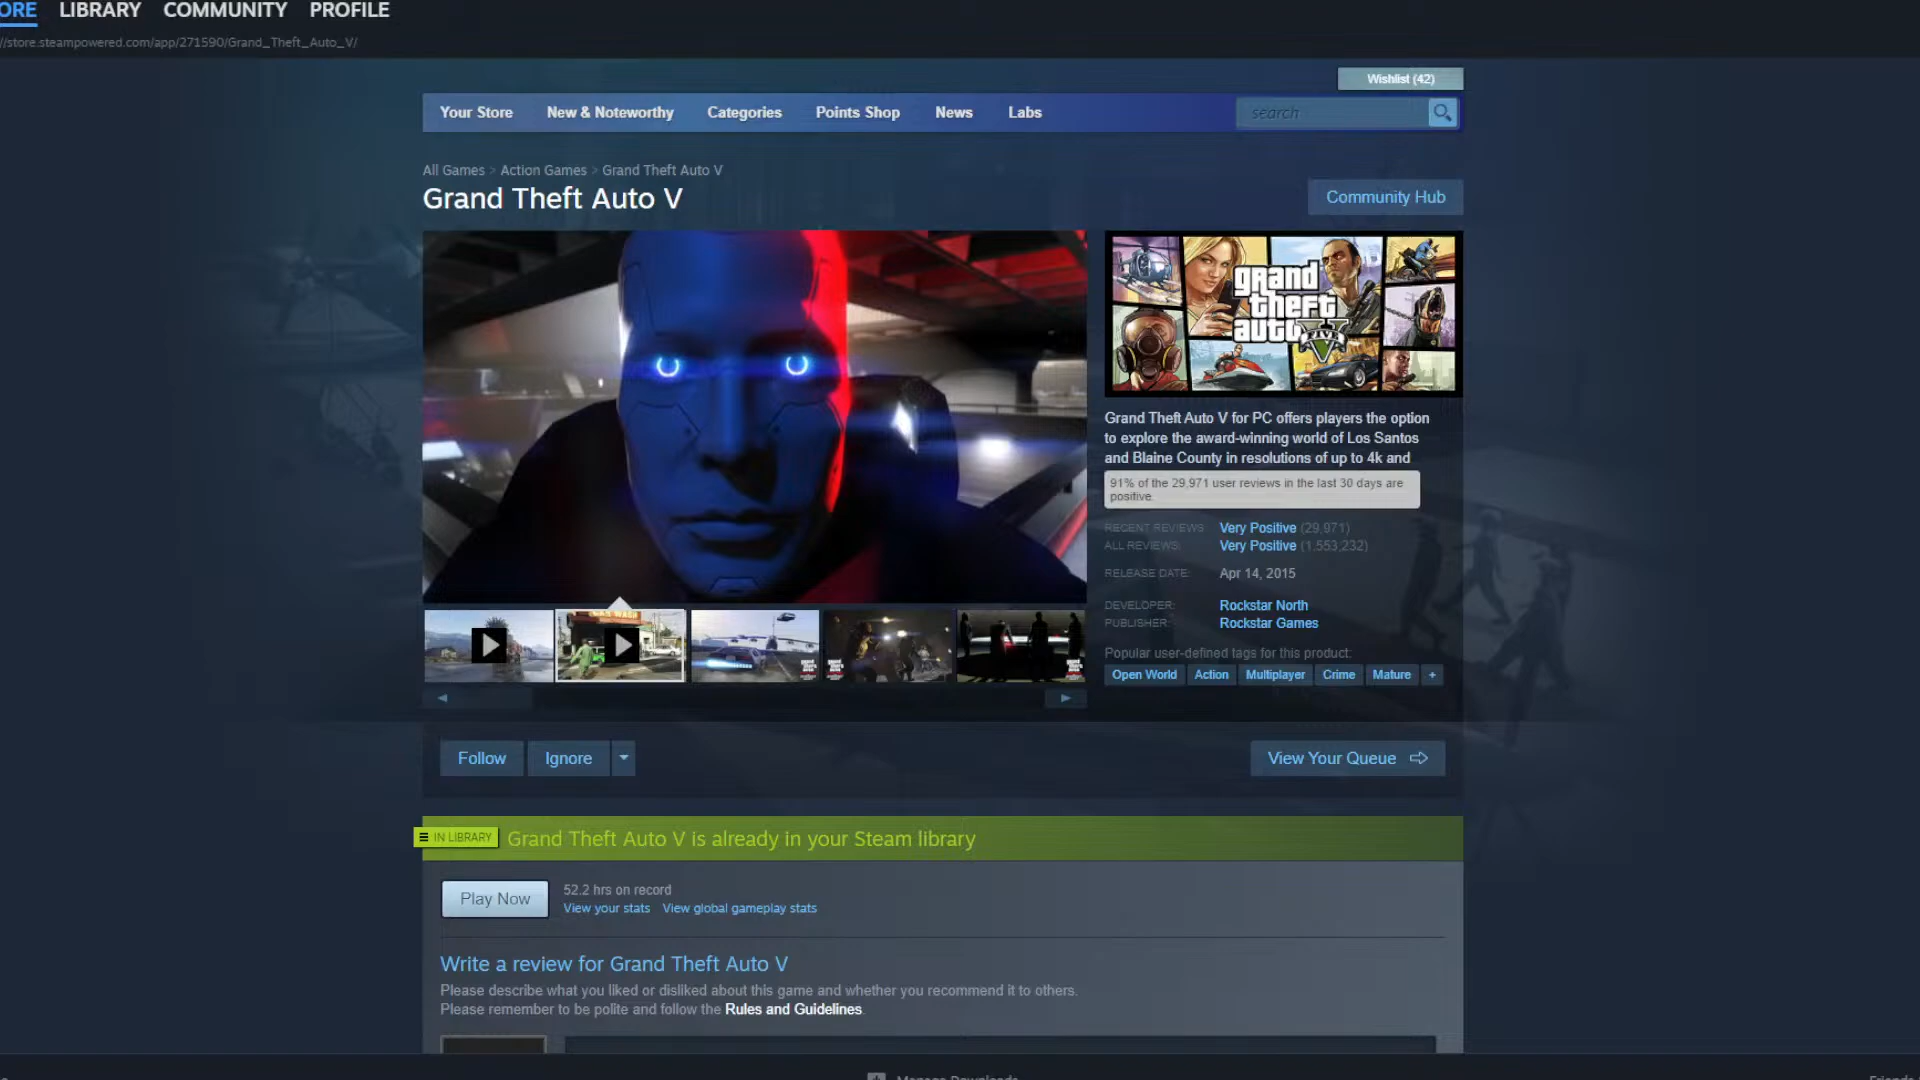 ORE LIBRARY COMMUNITY PROFILE
//store.steampowered.com/app/271590/Grand_Theft_Auto_V/
Wishlist (42)
Your Store New & Noteworthy Categories Points Shop News Labs search
All Games > Action Games > Grand Theft Auto V
Grand Theft Auto V
Community Hub
grand
theft
auto
FIVE
Grand Theft Auto V for PC offers players the option
to explore the award-winning world of Los Santos
and Blaine County in resolutions of up to 4k and
91% of the 29,971 user reviews in the last 30 days are
positive.
RECENT REVIEWS: Very Positive (29,971)
ALL REVIEWS: Very Positive (1,553,232)
RELEASE DATE: Apr 14, 2015
DEVELOPER: Rockstar North
PUBLISHER: Rockstar Games
Popular user-defined tags for this product:
Open World Action Multiplayer Crime Mature +
Follow Ignore
View Your Queue
IN LIBRARY Grand Theft Auto V is already in your Steam library
Play Now
52.2 hrs on record
View your stats View global gameplay stats
Write a review for Grand Theft Auto V
Please describe what you liked or disliked about this game and whether you recommend it to others.
Please remember to be polite and follow the Rules and Guidelines.
Manage Downloads
Friends